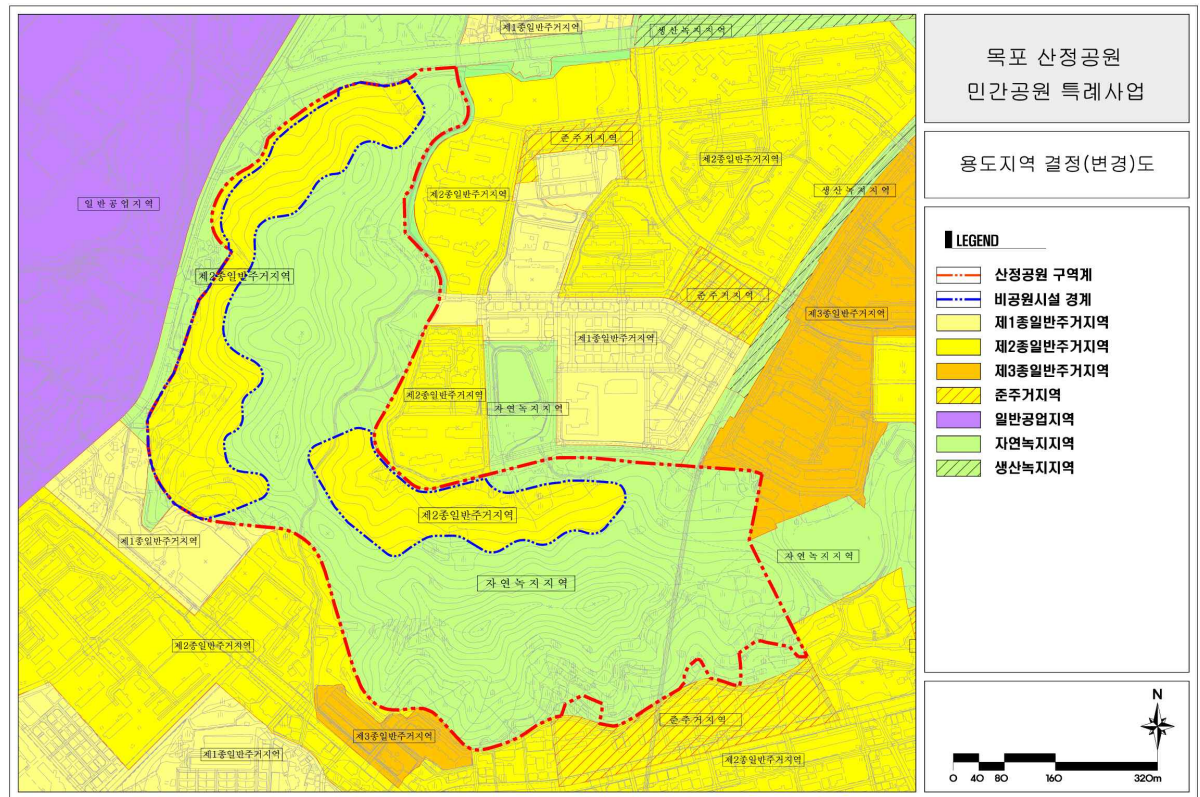 제1종일반주거지역
생산녹지지역
준주거지역
제2종일반주거지역
생산녹지지역
제2종일반주거지역
일반공업지역
제2종일반주거지역
준주거지역
제3종일반주거지역
제1종일반주거지역
제2종일반주거지역
자연녹지지역
제2종일반주거지역
제1종일반주거지역
자연녹지지역
자연녹지지역
제2종일반주거지역
준주거지역
제3종일반주거지역
제1종일반주거지역
제2종일반주거지역
목포 산정공원
민간공원 특례사업
용도지역 결정(변경)도
LEGEND
산정공원 구역계
비공원시설 경계
제1종일반주거지역
제2종일반주거지역
제3종일반주거지역
준주거지역
일반공업지역
자연녹지지역
생산녹지지역
N
0 40 80 160 320m